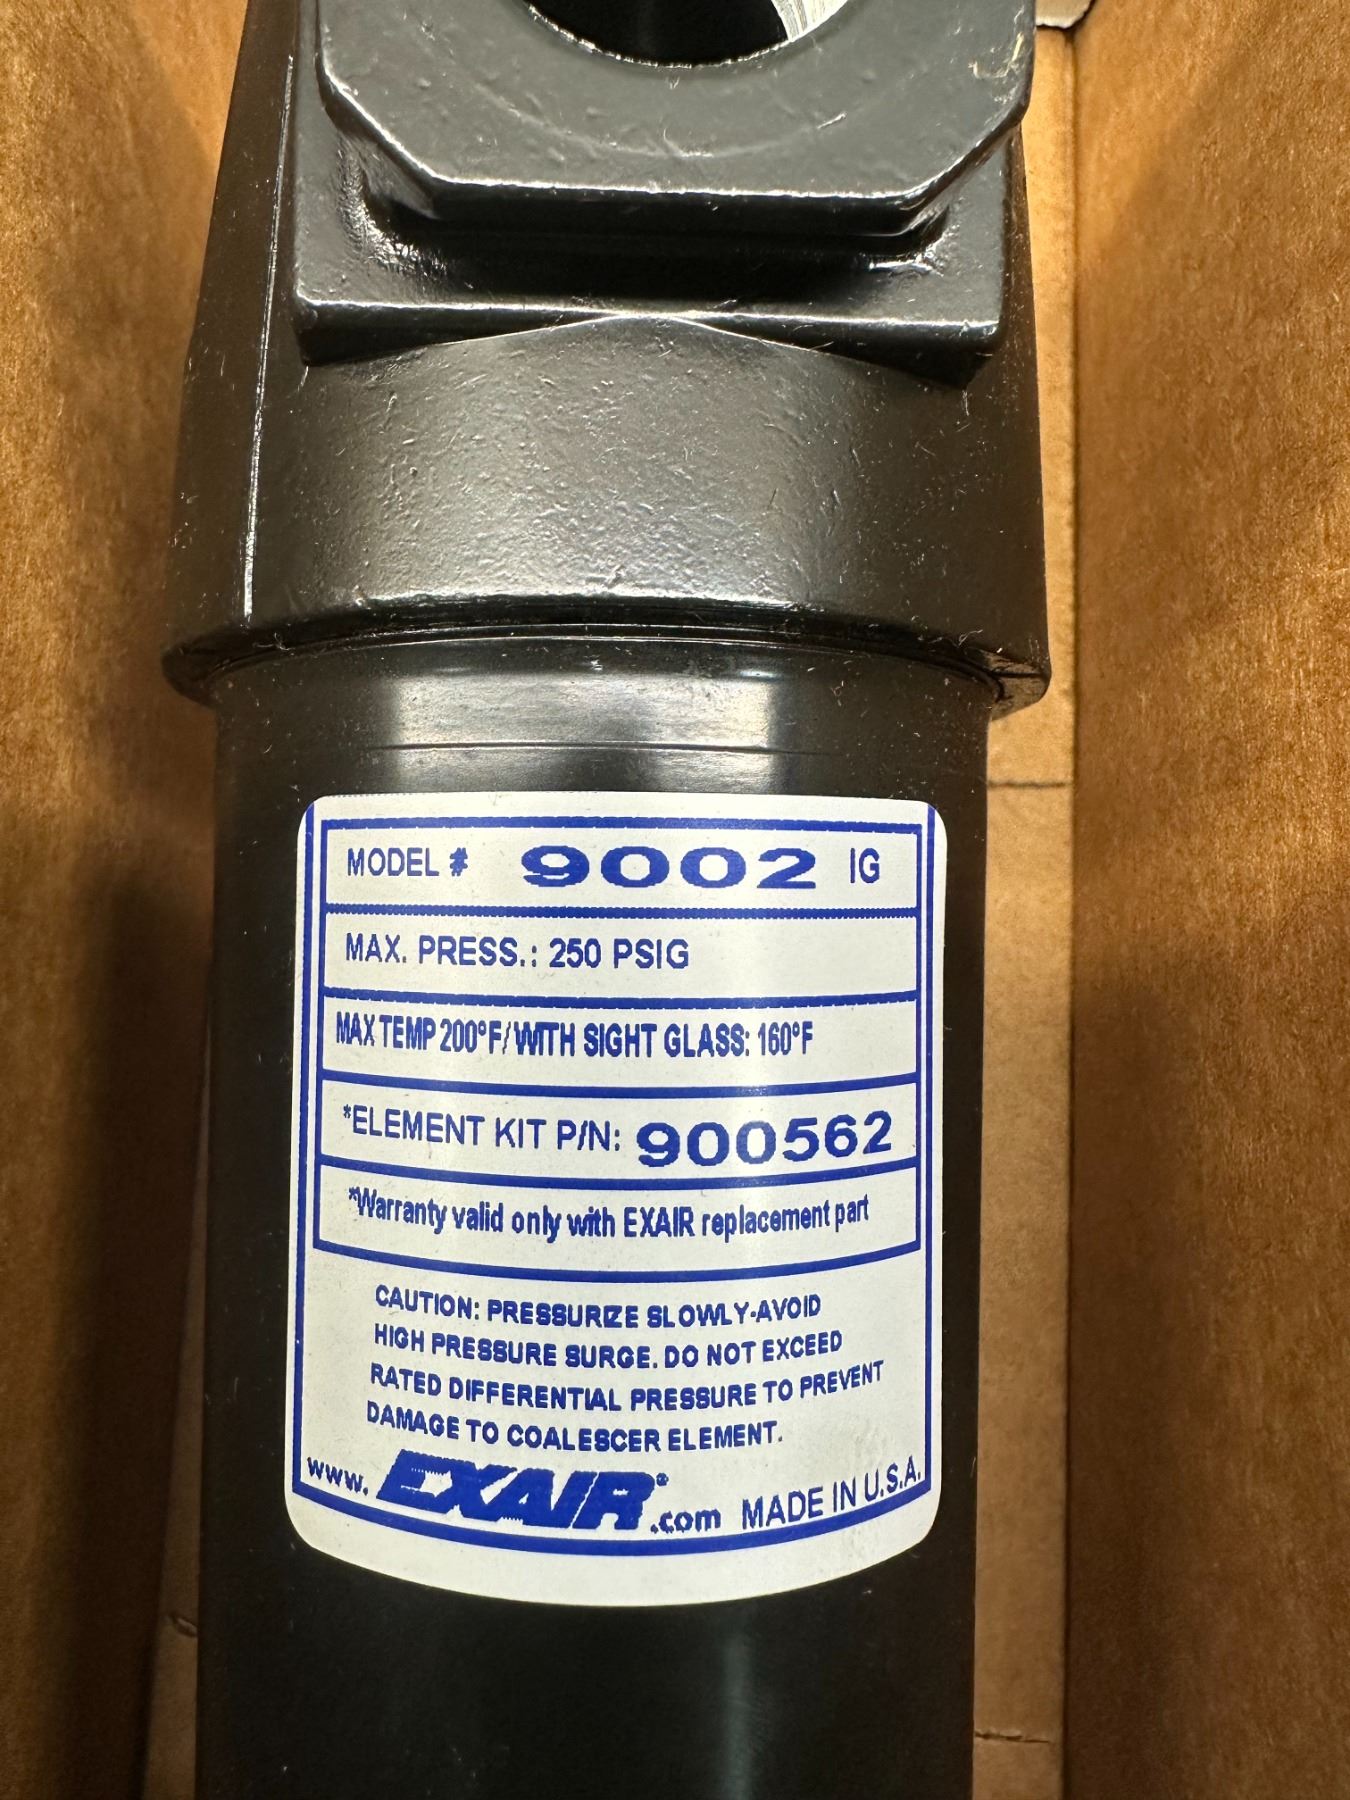 MODEL # 9002 IG
MAX. PRESS.: 250 PSIG
MAX TEMP 200°F/WITH SIGHT GLASS: 160°F
*ELEMENT KIT P/N: 900562
*Warranty valid only with EXAIR replacement part
CAUTION: PRESSURIZE SLOWLY-AVOID
HIGH PRESSURE SURGE. DO NOT EXCEED
RATED DIFFERENTIAL PRESSURE TO PREVENT
DAMAGE TO COALESCER ELEMENT.
www.EXAIR®.com MADE IN U.S.A.